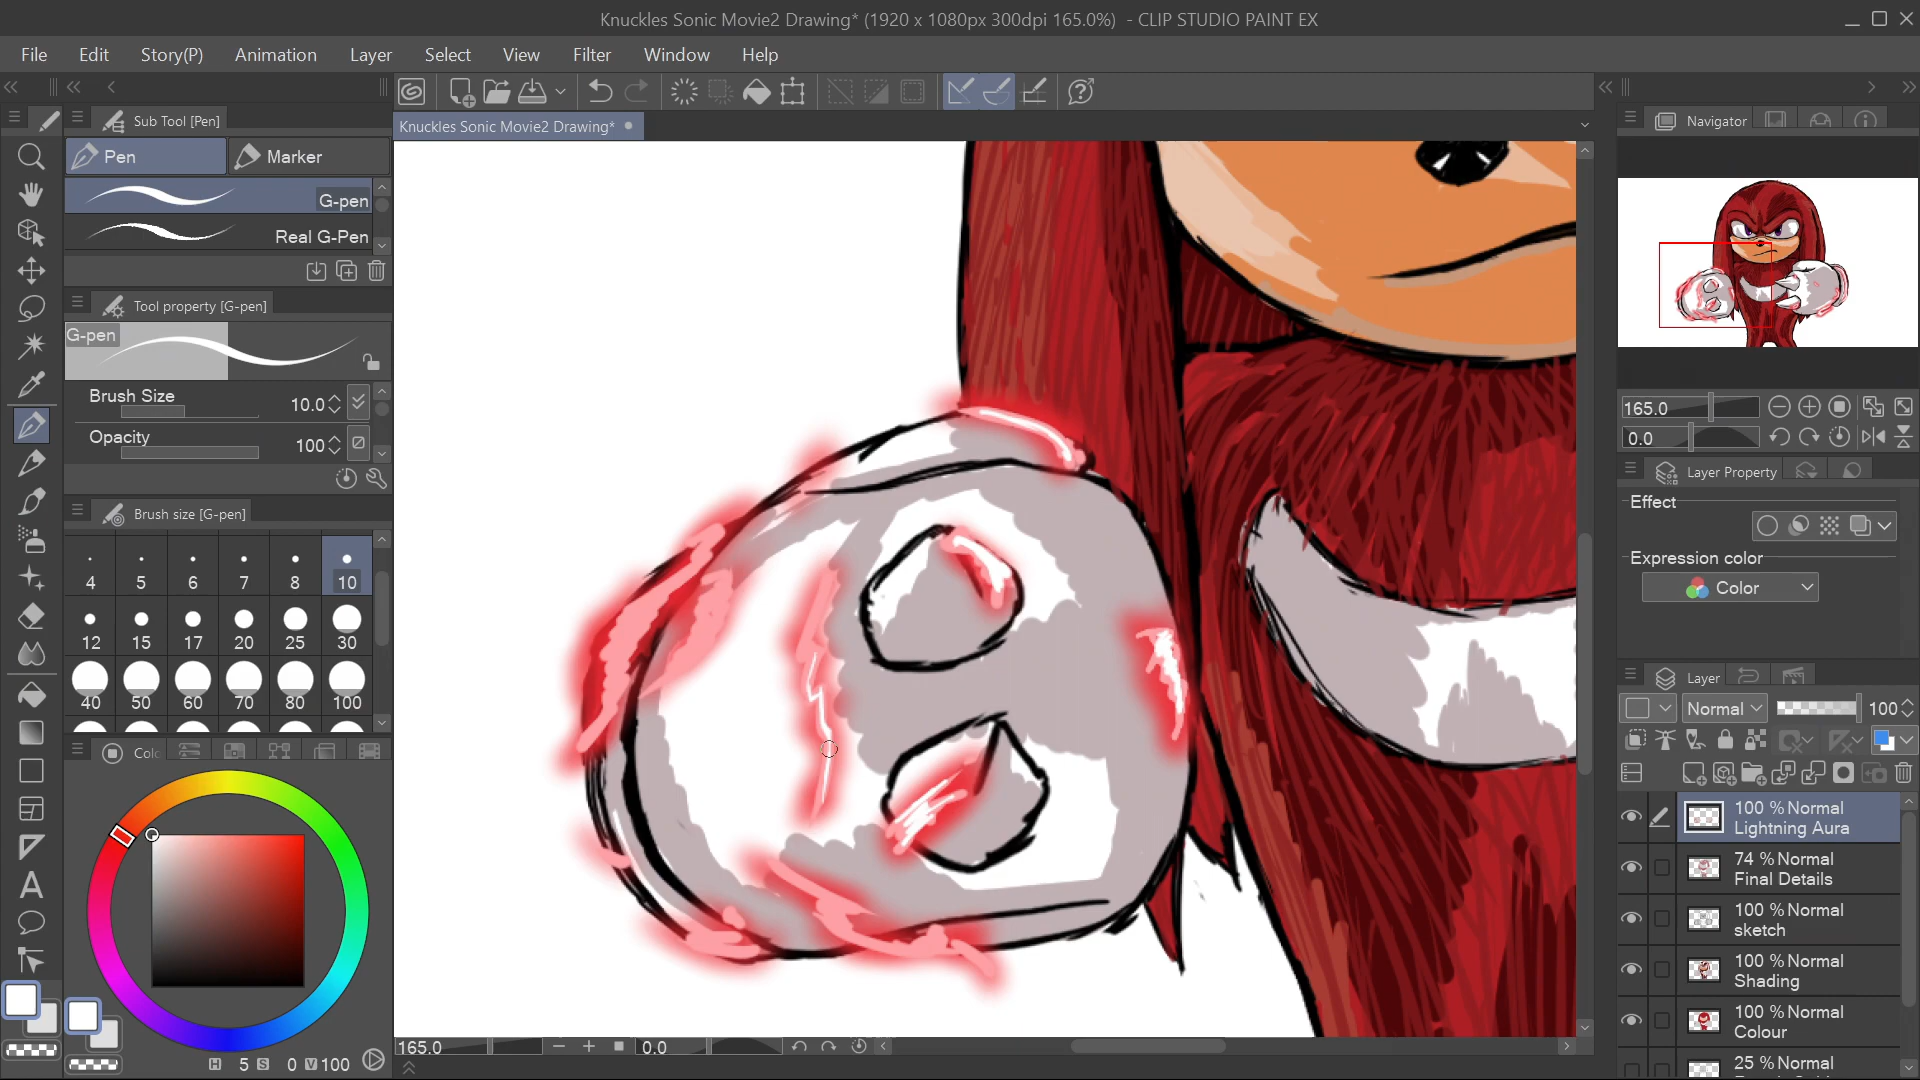 Knuckles Sonic Movie2 Drawing* (1920 x 1080px 300dpi 165.0%) - CLIP STUDIO PAINT EX
File Edit Story(P) Animation Layer Select View Filter Window Help
Sub Tool [Pen]
Pen Marker
G-pen
Real G-Pen
Tool property [G-pen]
G-pen
Brush Size 10.0
Opacity 100
Brush size [G-pen]
4 5 6 7 8 10
12 15 17 20 25 30
40 50 60 70 80 100
Colo
H 5 S 0 V 100
Knuckles Sonic Movie2 Drawing*
165.0 0.0
Navigator
165.0
0.0
Layer Property
Effect
Expression color
Color
Layer
Normal 100
100 % Normal
Lightning Aura
74 % Normal
Final Details
100 % Normal
sketch
100 % Normal
Shading
100 % Normal
Colour
25 % Normal